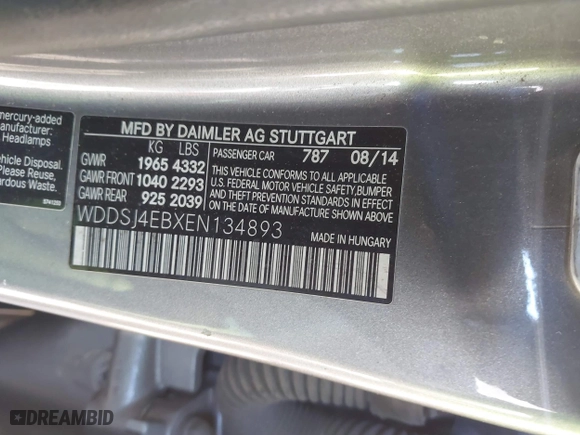 mercury-added
manufacturer:
Headlamps
Vehicle Disposal.
Please Reuse,
Hazardous Waste.
MFD BY DAIMLER AG STUTTGART
KG LBS
PASSENGER CAR 787 08/14
GVWR 1965 4332
GAWR FRONT 1040 2293
GAWR REAR 925 2039
THIS VEHICLE CONFORMS TO ALL APPLICABLE
U.S. FEDERAL MOTOR VEHICLE SAFETY, BUMPER
AND THEFT PREVENTION STANDARDS IN EFFECT
ON THE DATE OF MANUFACTURE SHOWN ABOVE.
WDDSJ4EBXEN134893
MADE IN HUNGARY
DREAMBID